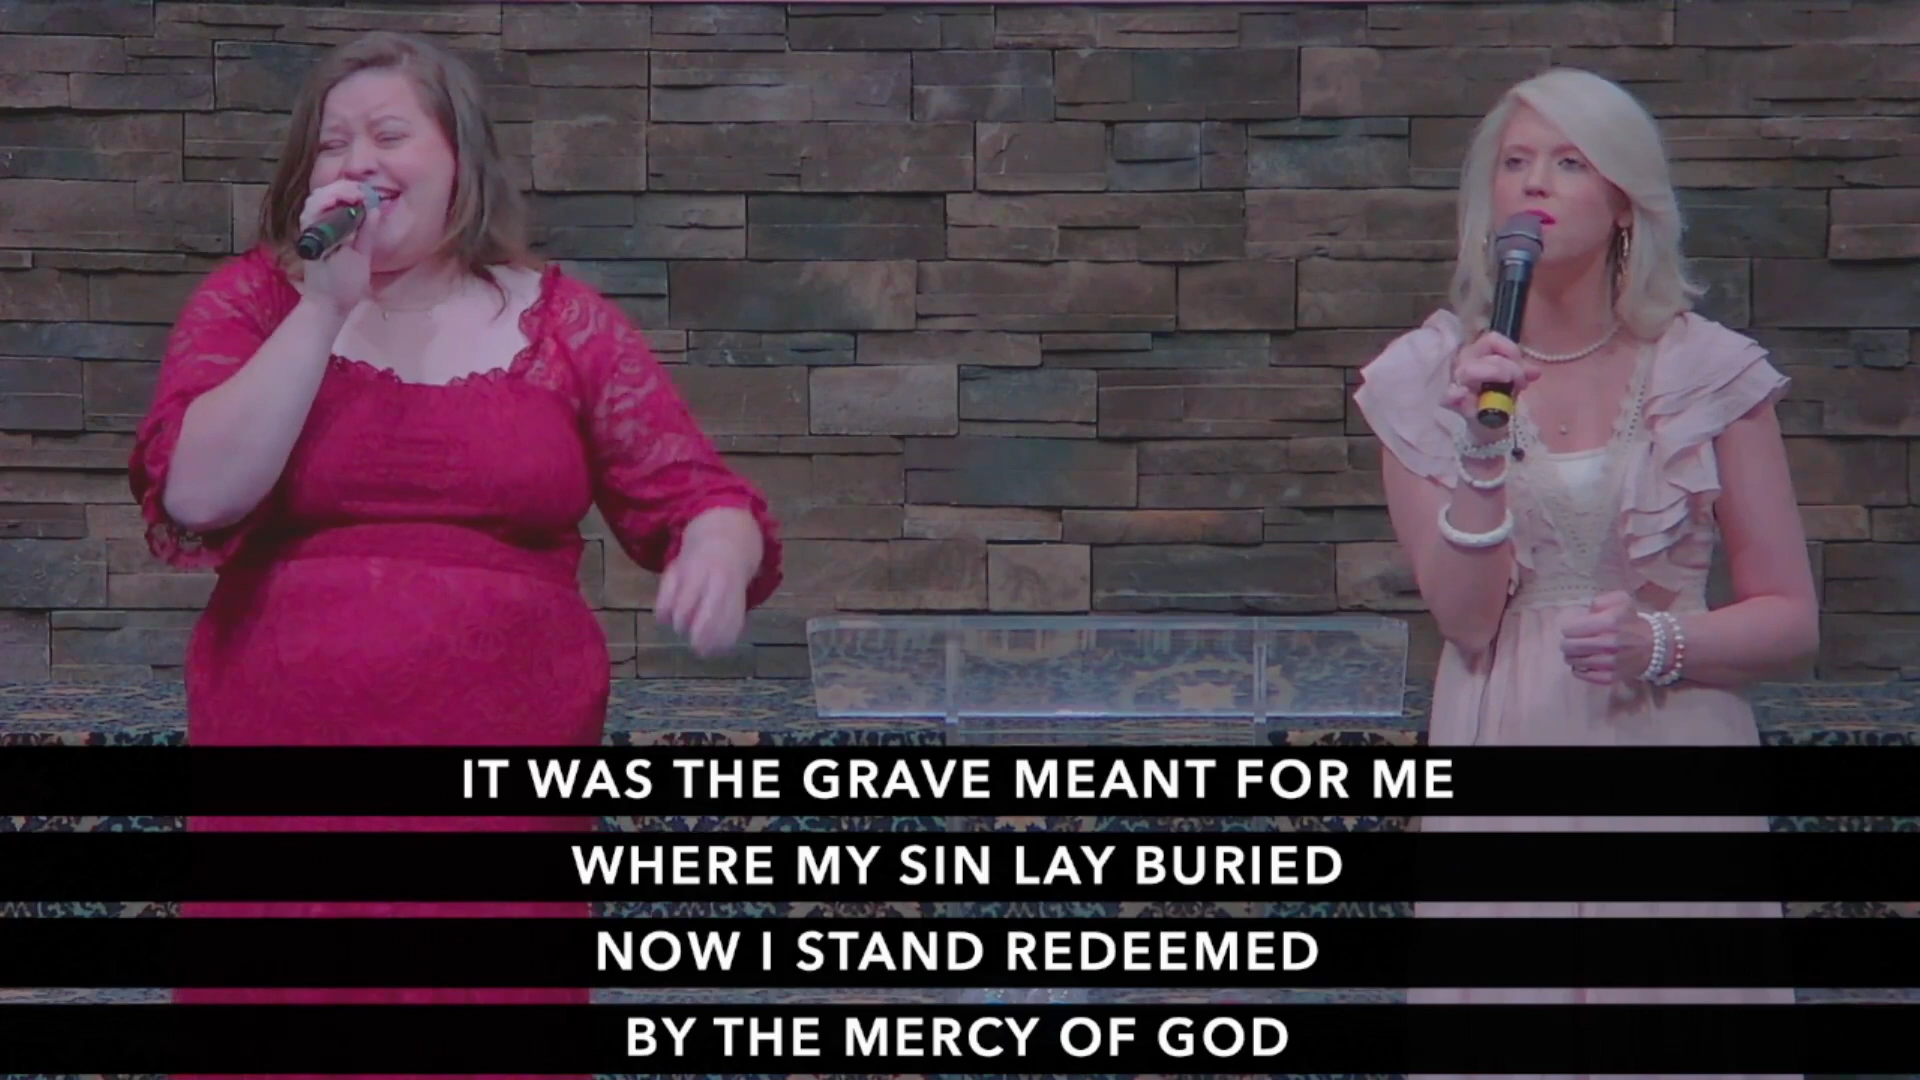 IT WAS THE GRAVE MEANT FOR ME
WHERE MY SIN LAY BURIED
NOW I STAND REDEEMED
BY THE MERCY OF GOD